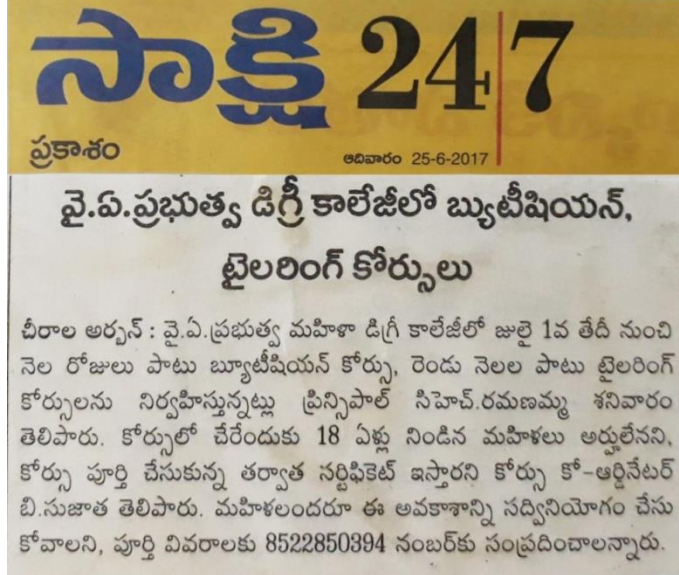 సాక్షి 24|7
ప్రకాశం
ఆదివారం 25-6-2017
వై.ఏ.ప్రభుత్వ డిగ్రీ కాలేజీలో బ్యుటీషియన్,
టైలరింగ్ కోర్సులు
చీరాల అర్బన్ : వై.ఏ.ప్రభుత్వ మహిళా డిగ్రీ కాలేజీలో జులై 1వ తేదీ నుంచి
నెల రోజులు పాటు బ్యూటీషియన్ కోర్సు, రెండు నెలల పాటు టైలరింగ్
కోర్సులను నిర్వహిస్తున్నట్లు ప్రిన్సిపాల్ సిహెచ్.రమణమ్మ శనివారం
తెలిపారు. కోర్సులో చేరేందుకు 18 ఏళ్లు నిండిన మహిళలు అర్హులేనని,
కోర్సు పూర్తి చేసుకున్న తర్వాత సర్టిఫికెట్ ఇస్తారని కోర్సు కో-ఆర్డినేటర్
బి.సుజాత తెలిపారు. మహిళలందరూ ఈ అవకాశాన్ని సద్వినియోగం చేసు
కోవాలని, పూర్తి వివరాలకు 8522850394 నంబర్‌కు సంప్రదించాలన్నారు.